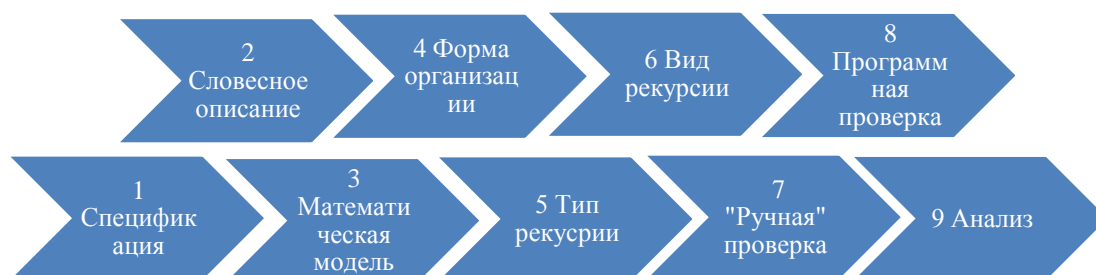 2
Словесное
описание
4 Форма
организац
ии
6 Вид
рекурсии
8
Программ
ная
проверка
1
Специфик
ация
3
Математи
ческая
модель
5 Тип
рекусрии
7
"Ручная"
проверка
9 Анализ